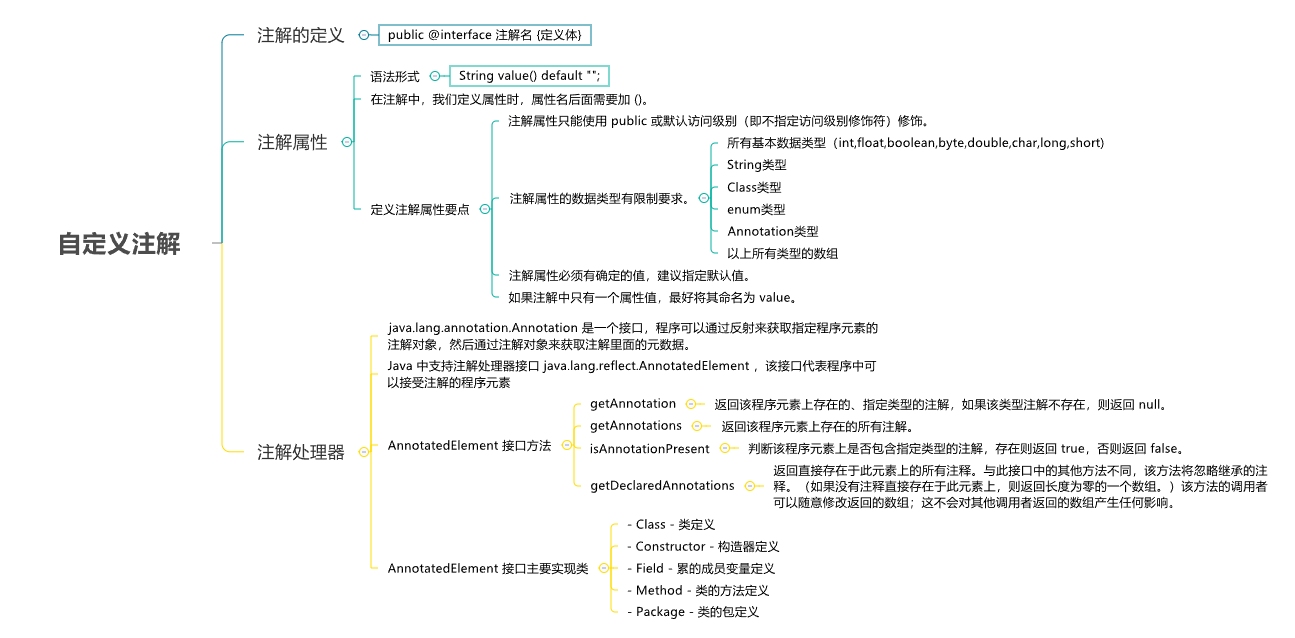 自定义注解
注解的定义
public @interface 注解名 {定义体}
注解属性
语法形式
String value() default "";
在注解中，我们定义属性时，属性名后面需要加 ()。
定义注解属性要点
注解属性只能使用 public 或默认访问级别（即不指定访问级别修饰符）修饰。
注解属性的数据类型有限制要求。
所有基本数据类型（int,float,boolean,byte,double,char,long,short)
String类型
Class类型
enum类型
Annotation类型
以上所有类型的数组
注解属性必须有确定的值，建议指定默认值。
如果注解中只有一个属性值，最好将其命名为 value。
注解处理器
java.lang.annotation.Annotation 是一个接口，程序可以通过反射来获取指定程序元素的
注解对象，然后通过注解对象来获取注解里面的元数据。
Java 中支持注解处理器接口 java.lang.reflect.AnnotatedElement ，该接口代表程序中可
以接受注解的程序元素
AnnotatedElement 接口方法
getAnnotation
返回该程序元素上存在的、指定类型的注解，如果该类型注解不存在，则返回 null。
getAnnotations
返回该程序元素上存在的所有注解。
isAnnotationPresent
判断该程序元素上是否包含指定类型的注解，存在则返回 true，否则返回 false。
getDeclaredAnnotations
返回直接存在于此元素上的所有注释。与此接口中的其他方法不同，该方法将忽略继承的注
释。（如果没有注释直接存在于此元素上，则返回长度为零的一个数组。）该方法的调用者
可以随意修改返回的数组；这不会对其他调用者返回的数组产生任何影响。
AnnotatedElement 接口主要实现类
- Class - 类定义
- Constructor - 构造器定义
- Field - 累的成员变量定义
- Method - 类的方法定义
- Package - 类的包定义